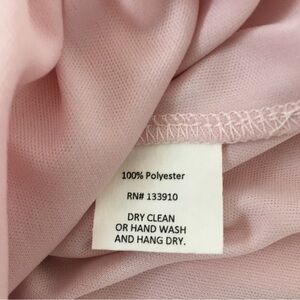 100% Polyester
RN# 133910
DRY CLEAN
OR HAND WASH
AND HANG DRY.